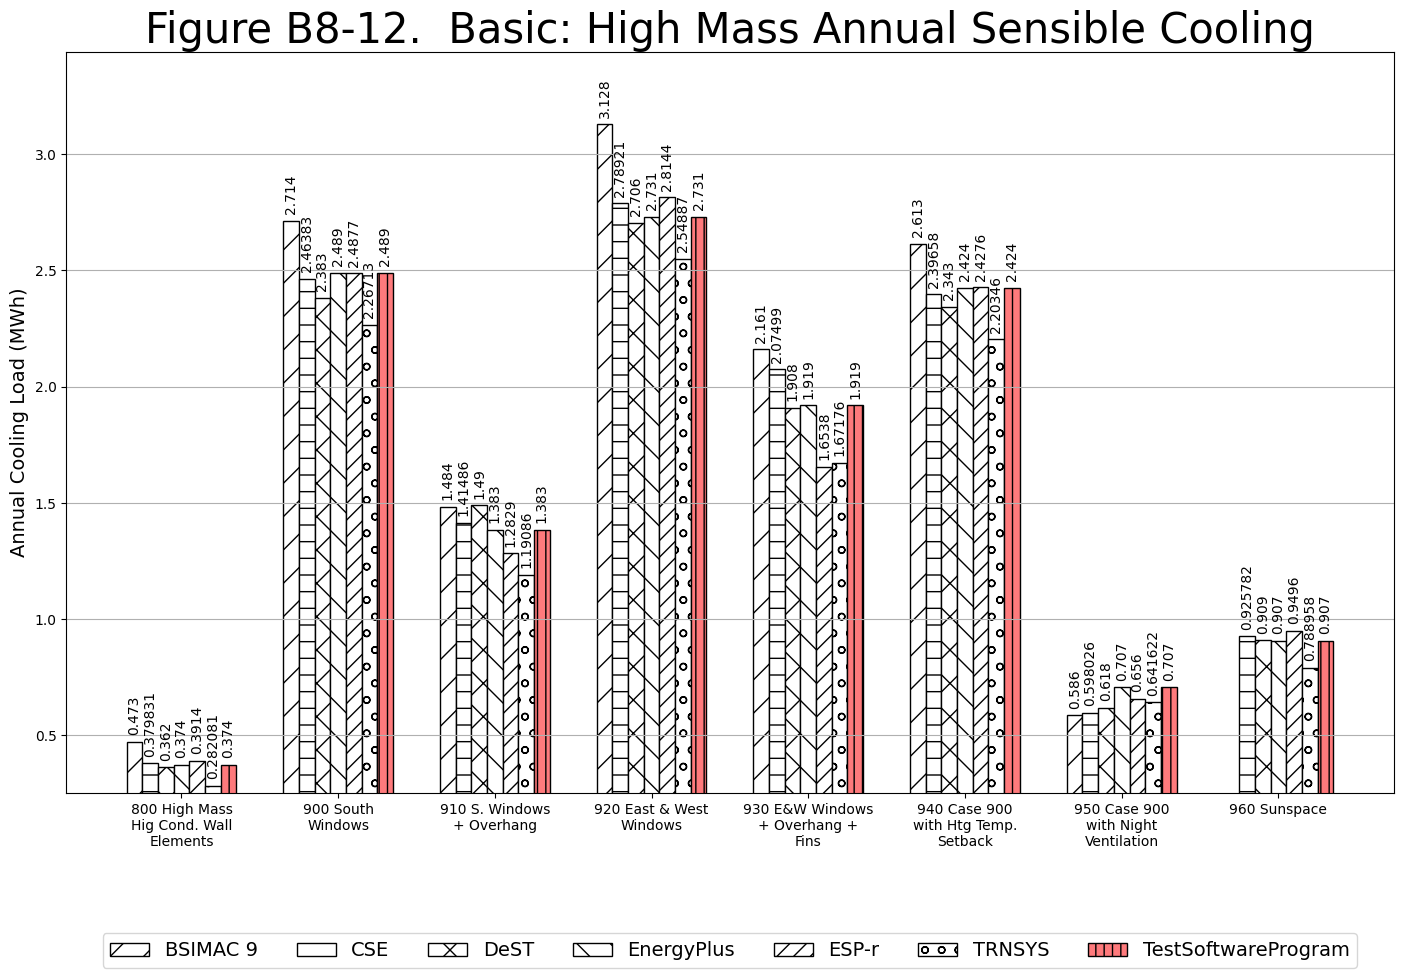 Figure B8-12.  Basic: High Mass Annual Sensible Cooling
Annual Cooling Load (MWh)
3.0
2.5
2.0
1.5
1.0
0.5
0.473
0.379831
0.362
0.374
0.3914
0.282081
0.374
2.714
2.46383
2.383
2.489
2.4877
2.26713
2.489
1.484
1.41486
1.49
1.383
1.2829
1.19086
1.383
3.128
2.78921
2.706
2.731
2.8144
2.54887
2.731
2.161
2.07499
1.908
1.919
1.6538
1.67176
1.919
2.613
2.39658
2.343
2.424
2.4276
2.20346
2.424
0.586
0.598026
0.618
0.707
0.656
0.641622
0.707
0.925782
0.909
0.907
0.9496
0.788958
0.907
800 High Mass
Hig Cond. Wall
Elements
900 South
Windows
910 S. Windows
+ Overhang
920 East & West
Windows
930 E&W Windows
+ Overhang +
Fins
940 Case 900
with Htg Temp.
Setback
950 Case 900
with Night
Ventilation
960 Sunspace
BSIMAC 9
CSE
DeST
EnergyPlus
ESP-r
TRNSYS
TestSoftwareProgram